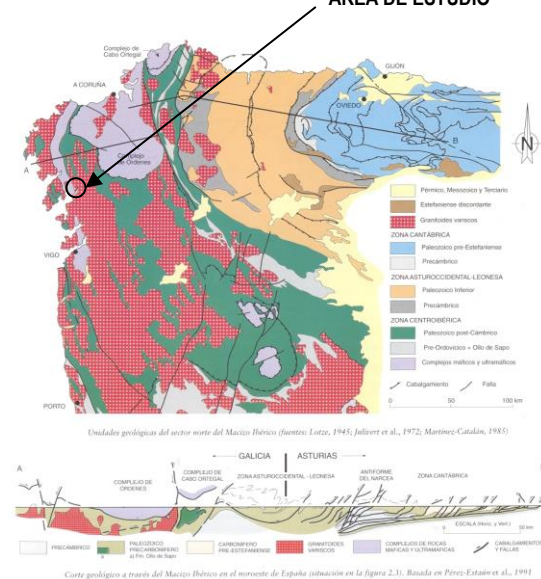 ÁREA DE ESTUDIO
Complejo de
Cabo Ortegal
A CORUÑA
GIJÓN
OVIEDO
Complejo
de Ordenes
A
B
N
VIGO
PORTO
Pérmico, Mesozoico y Terciario
Estefaniense discordante
Granitoides variscos
ZONA CANTÁBRICA
Paleozoico pre-Estefaniense
Precámbrico
ZONA ASTUROCCIDENTAL-LEONESA
Paleozoico Inferior
Precámbrico
ZONA CENTROIBÉRICA
Paleozoico post-Cámbrico
Pre-Ordovícico + Ollo de Sapo
Complejos máficos y ultramáficos
Cabalgamiento
Falla
0 50 100 km
Unidades geológicas del sector norte del Macizo Ibérico (fuentes: Lotze, 1945; Julivert et al., 1972; Martínez-Catalán, 1985)
GALICIA ASTURIAS
A
COMPLEJO DE
ORDENES
COMPLEJO DE
CABO ORTEGAL
ZONA ASTUROCCIDENTAL - LEONESA
ANTIFORME
DEL NARCEA
ZONA CANTÁBRICA
B
ESCALA (Horiz. y Vert.)
0 50 km
PRECÁMBRICO
PALEOZOICO
PRECARBONÍFERO
a) Fm. Ollo de Sapo
CARBONÍFERO
PRE-ESTEFANIENSE
GRANITOIDES
VARISCOS
COMPLEJOS DE ROCAS
MÁFICAS Y ULTRAMÁFICAS
CABALGAMIENTOS
Y FALLAS
Corte geológico a través del Macizo Ibérico en el noroeste de España (situación en la figura 2.3). Basada en Pérez-Estaún et al., 1991